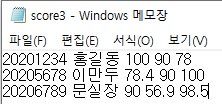 score3 - Windows 메모장
파일(F) 편집(E) 서식(O) 보기(V)
20201234 홍길동 100 90 78
20205678 이만두 78.4 90 100
20206789 문실장 90 56.9 98.5